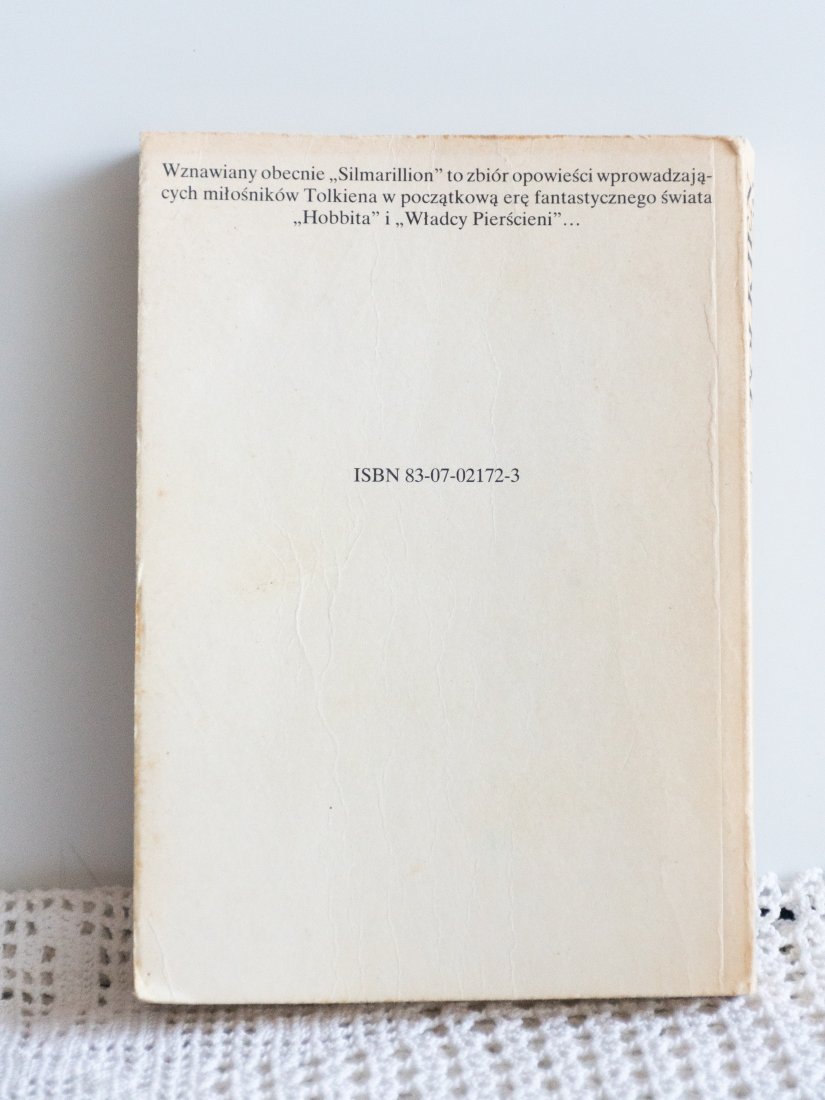 Wznawiany obecnie „Silmarillion” to zbiór opowieści wprowadzają-
cych miłośników Tolkiena w początkową erę fantastycznego świata
„Hobbita” i „Władcy Pierścieni”...
ISBN 83-07-02172-3